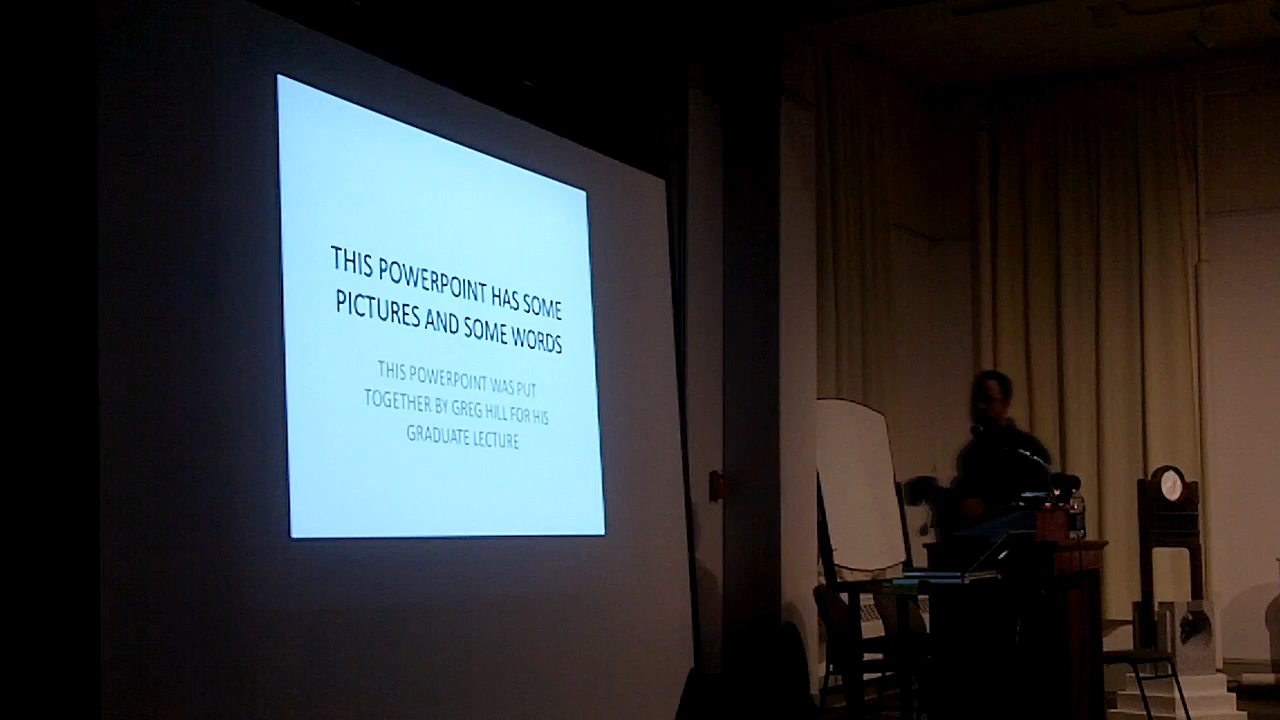 THIS POWERPOINT HAS SOME
PICTURES AND SOME WORDS
THIS POWERPOINT WAS PUT
TOGETHER BY GREG HILL FOR HIS
GRADUATE LECTURE